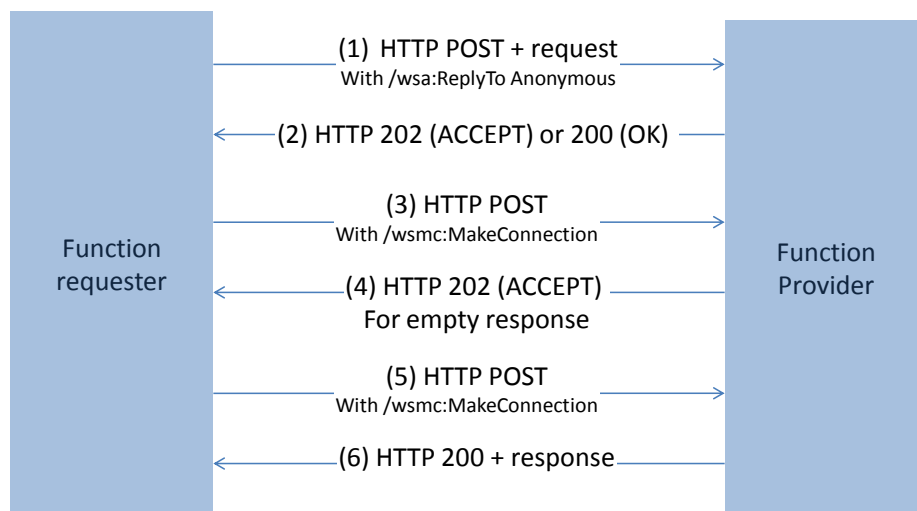 (1) HTTP POST + request
With /wsa:ReplyTo Anonymous
(2) HTTP 202 (ACCEPT) or 200 (OK)
(3) HTTP POST
With /wsmc:MakeConnection
Function
requester
Function
Provider
(4) HTTP 202 (ACCEPT)
For empty response
(5) HTTP POST
With /wsmc:MakeConnection
(6) HTTP 200 + response